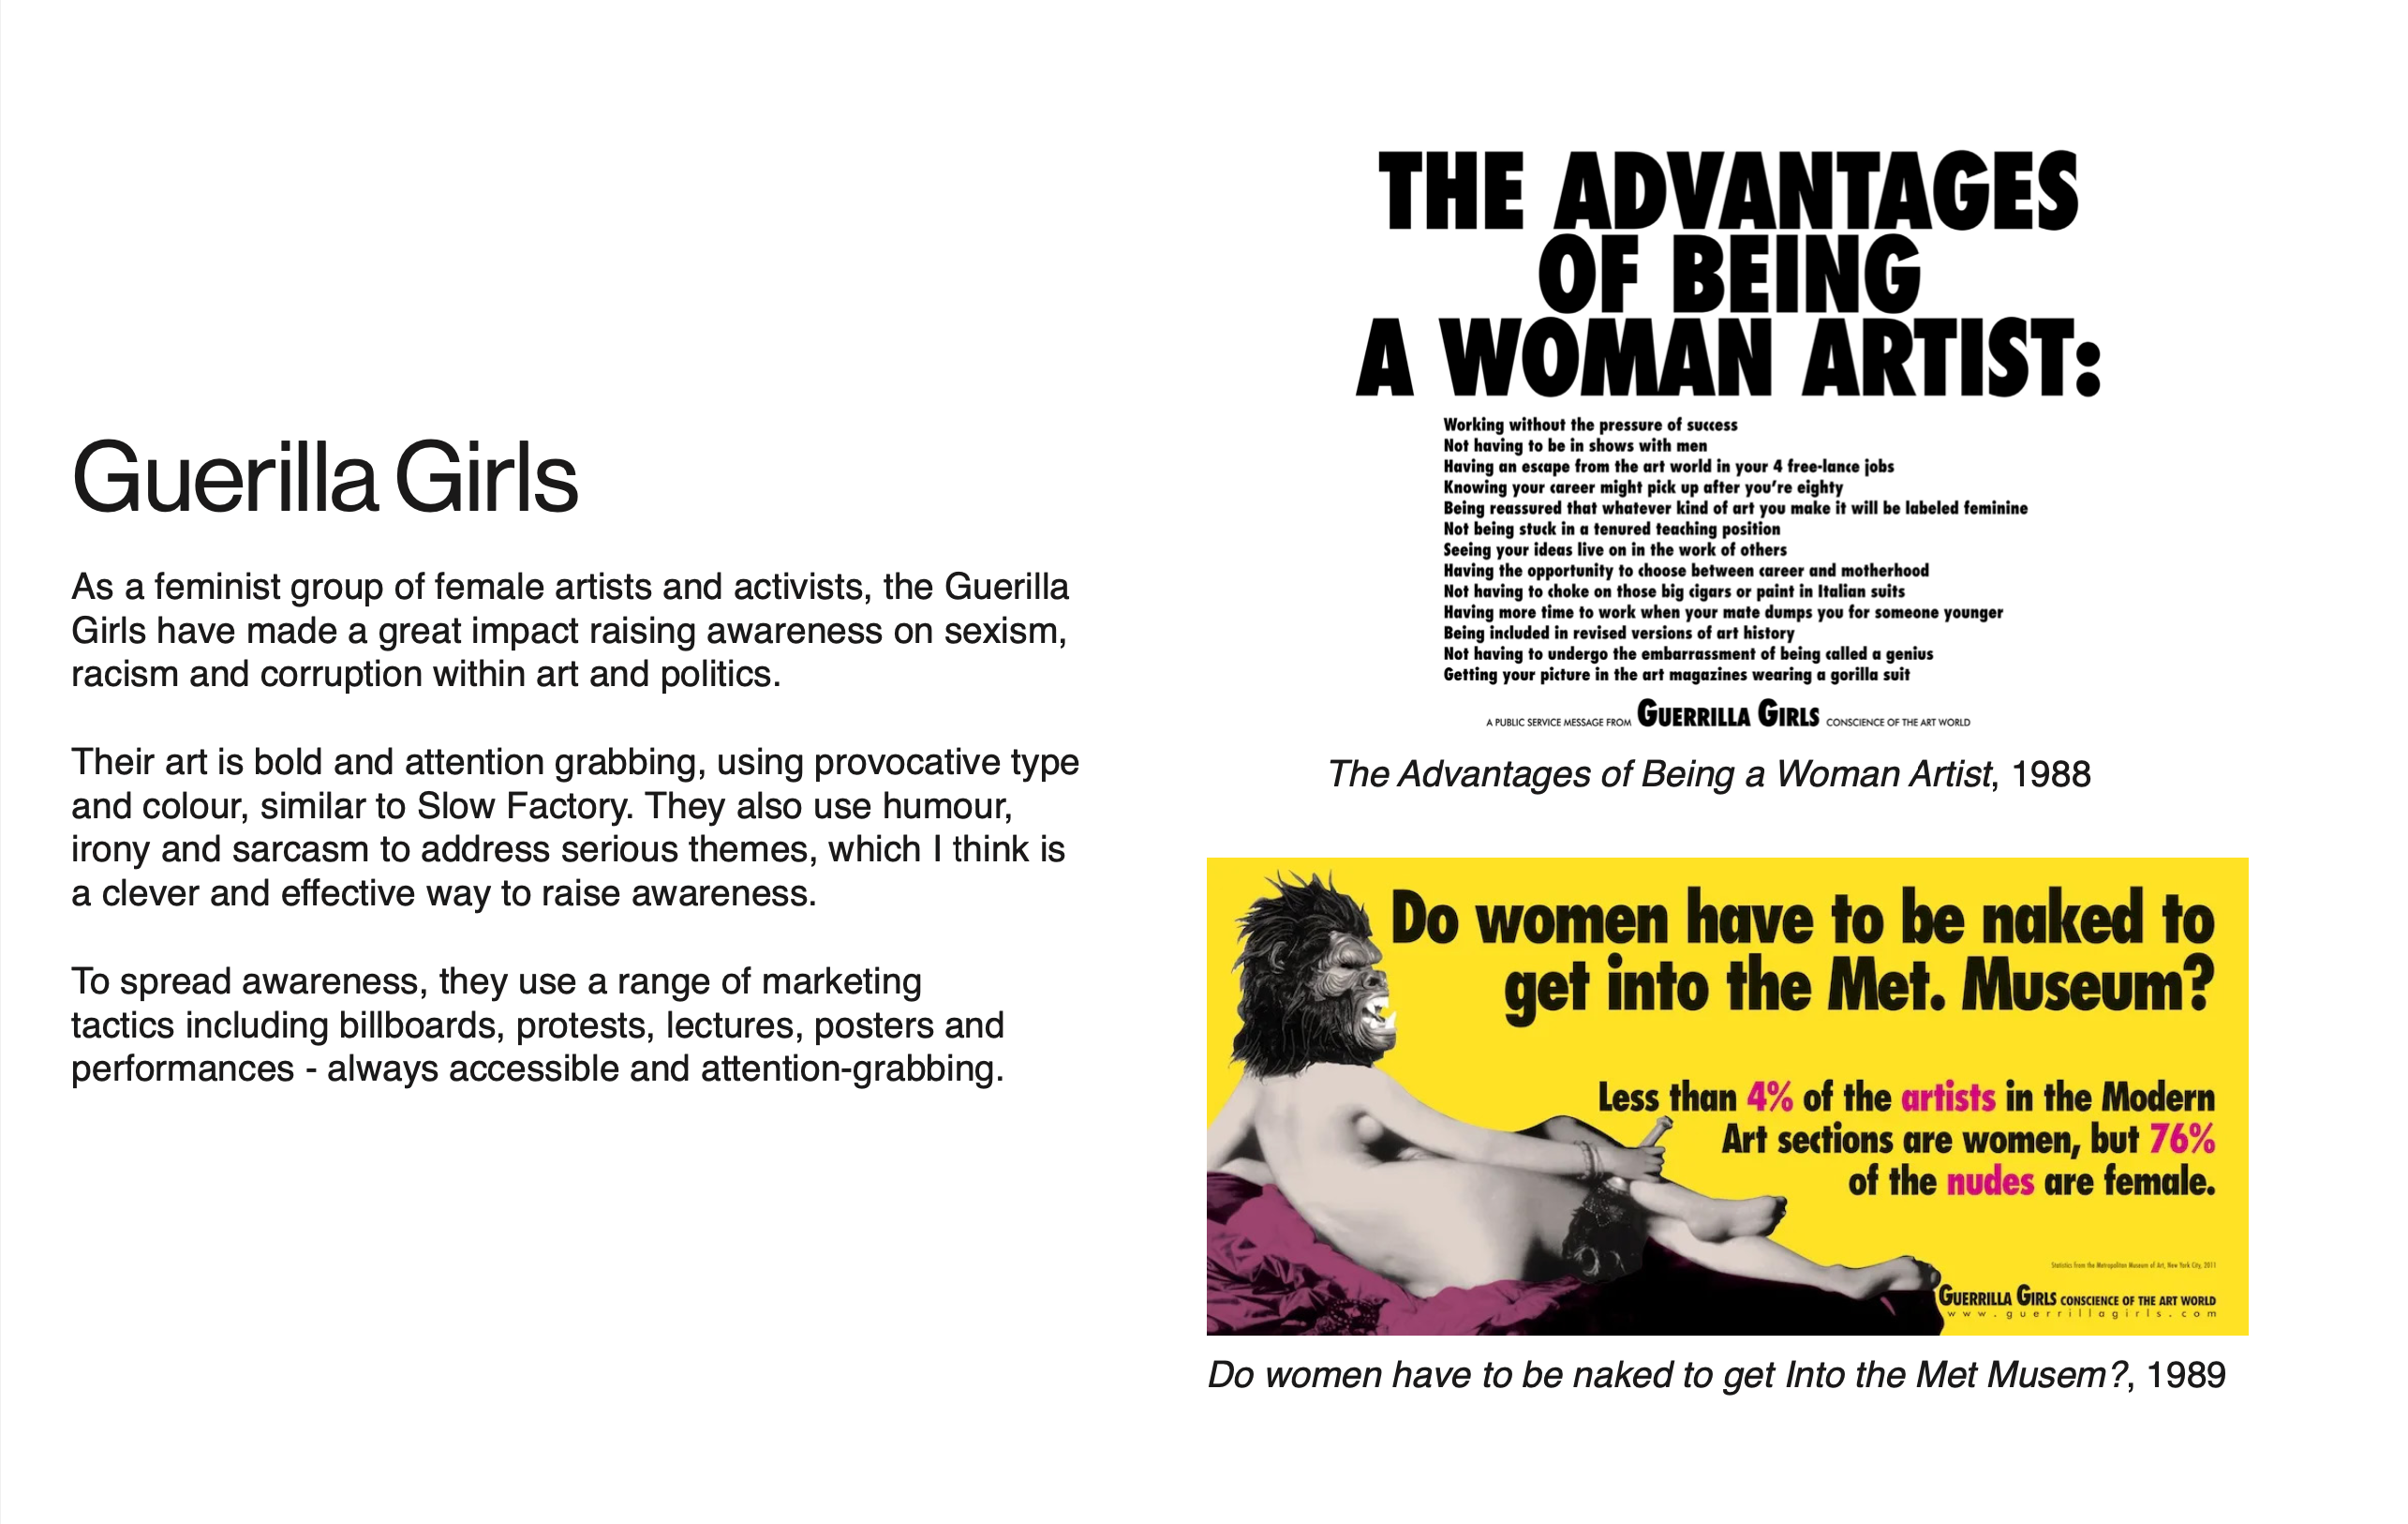 Guerilla Girls
As a feminist group of female artists and activists, the Guerilla
Girls have made a great impact raising awareness on sexism,
racism and corruption within art and politics.
Their art is bold and attention grabbing, using provocative type
and colour, similar to Slow Factory. They also use humour,
irony and sarcasm to address serious themes, which I think is
a clever and effective way to raise awareness.
To spread awareness, they use a range of marketing
tactics including billboards, protests, lectures, posters and
performances - always accessible and attention-grabbing.
THE ADVANTAGES
OF BEING
A WOMAN ARTIST:
Working without the pressure of success
Not having to be in shows with men
Having an escape from the art world in your 4 free-lance jobs
Knowing your career might pick up after you're eighty
Being reassured that whatever kind of art you make it will be labeled feminine
Not being stuck in a tenured teaching position
Seeing your ideas live on in the work of others
Having the opportunity to choose between career and motherhood
Not having to choke on those big cigars or paint in Italian suits
Having more time to work when your mate dumps you for someone younger
Being included in revised versions of art history
Not having to undergo the embarrassment of being called a genius
Getting your picture in the art magazines wearing a gorilla suit
A PUBLIC SERVICE MESSAGE FROM GUERRILLA GIRLS CONSCIENCE OF THE ART WORLD
The Advantages of Being a Woman Artist, 1988
Do women have to be naked to
get into the Met. Museum?
Less than 4% of the artists in the Modern
Art sections are women, but 76%
of the nudes are female.
Statistics from the Metropolitan Museum of Art, New York City, 2011
GUERRILLA GIRLS CONSCIENCE OF THE ART WORLD
www.guerrillagirls.com
Do women have to be naked to get Into the Met Musem?, 1989